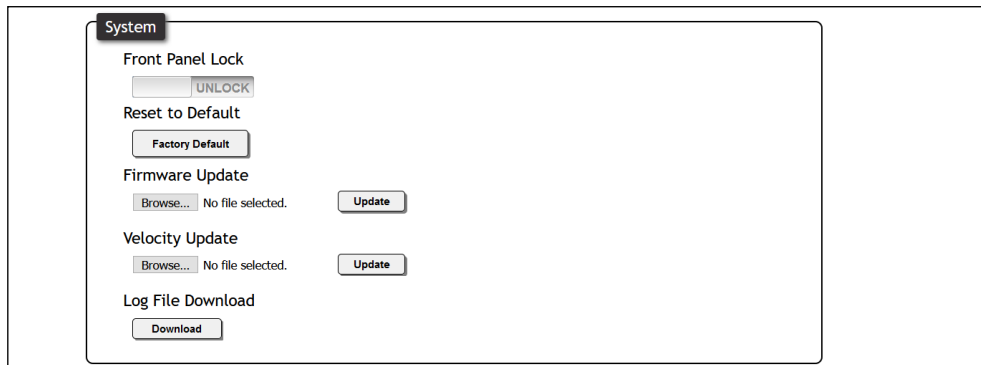 System
Front Panel Lock
UNLOCK
Reset to Default
Factory Default
Firmware Update
Browse... No file selected. Update
Velocity Update
Browse... No file selected. Update
Log File Download
Download